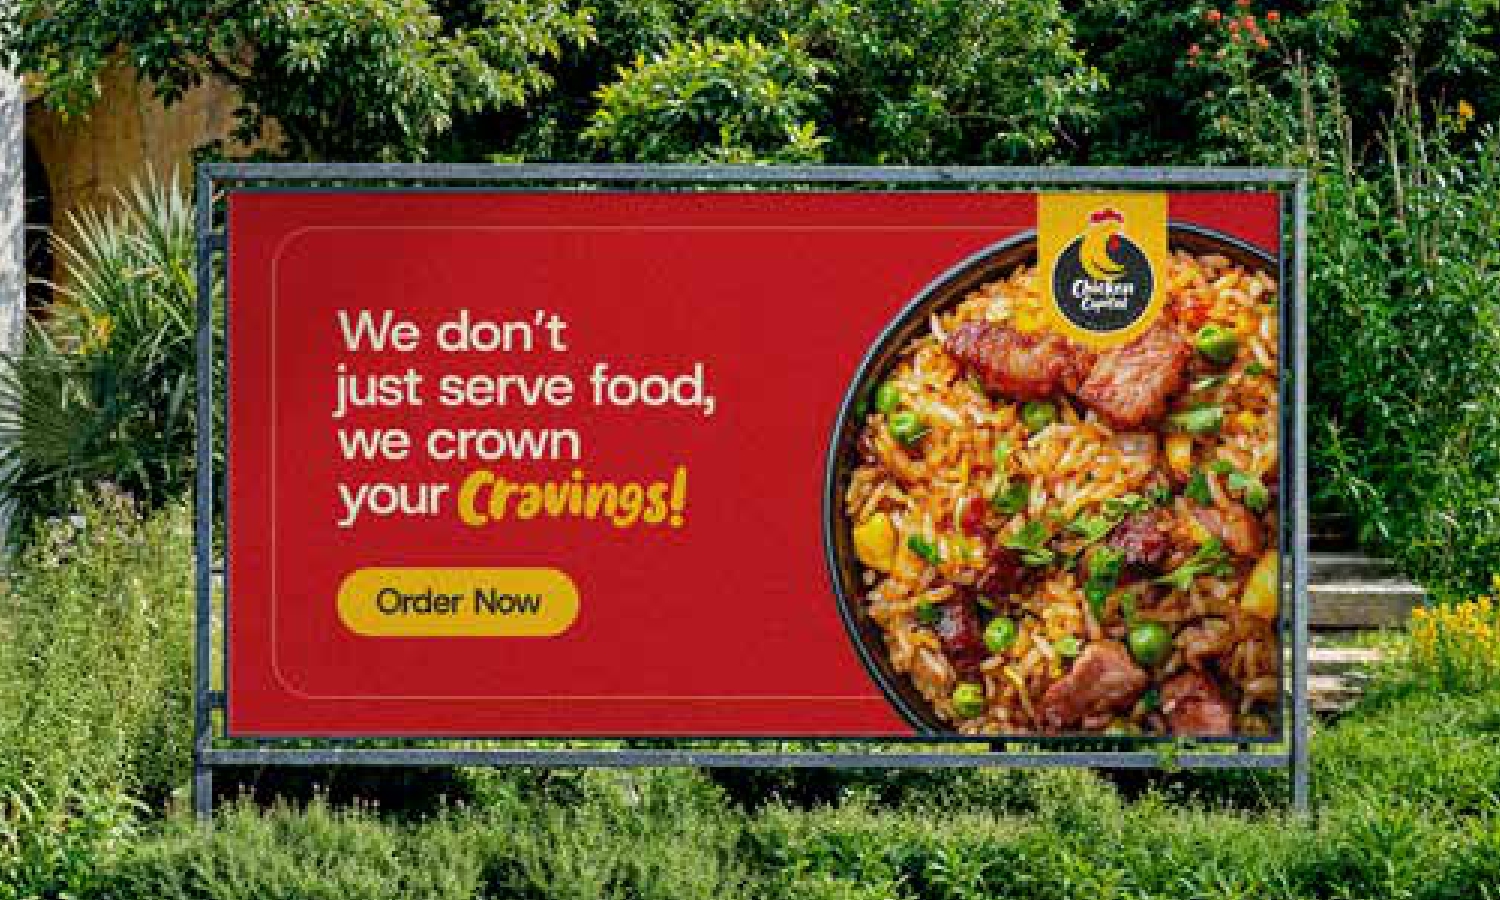 We don't
just serve food,
we crown
your Cravings!
Order Now
Chicken
Capital